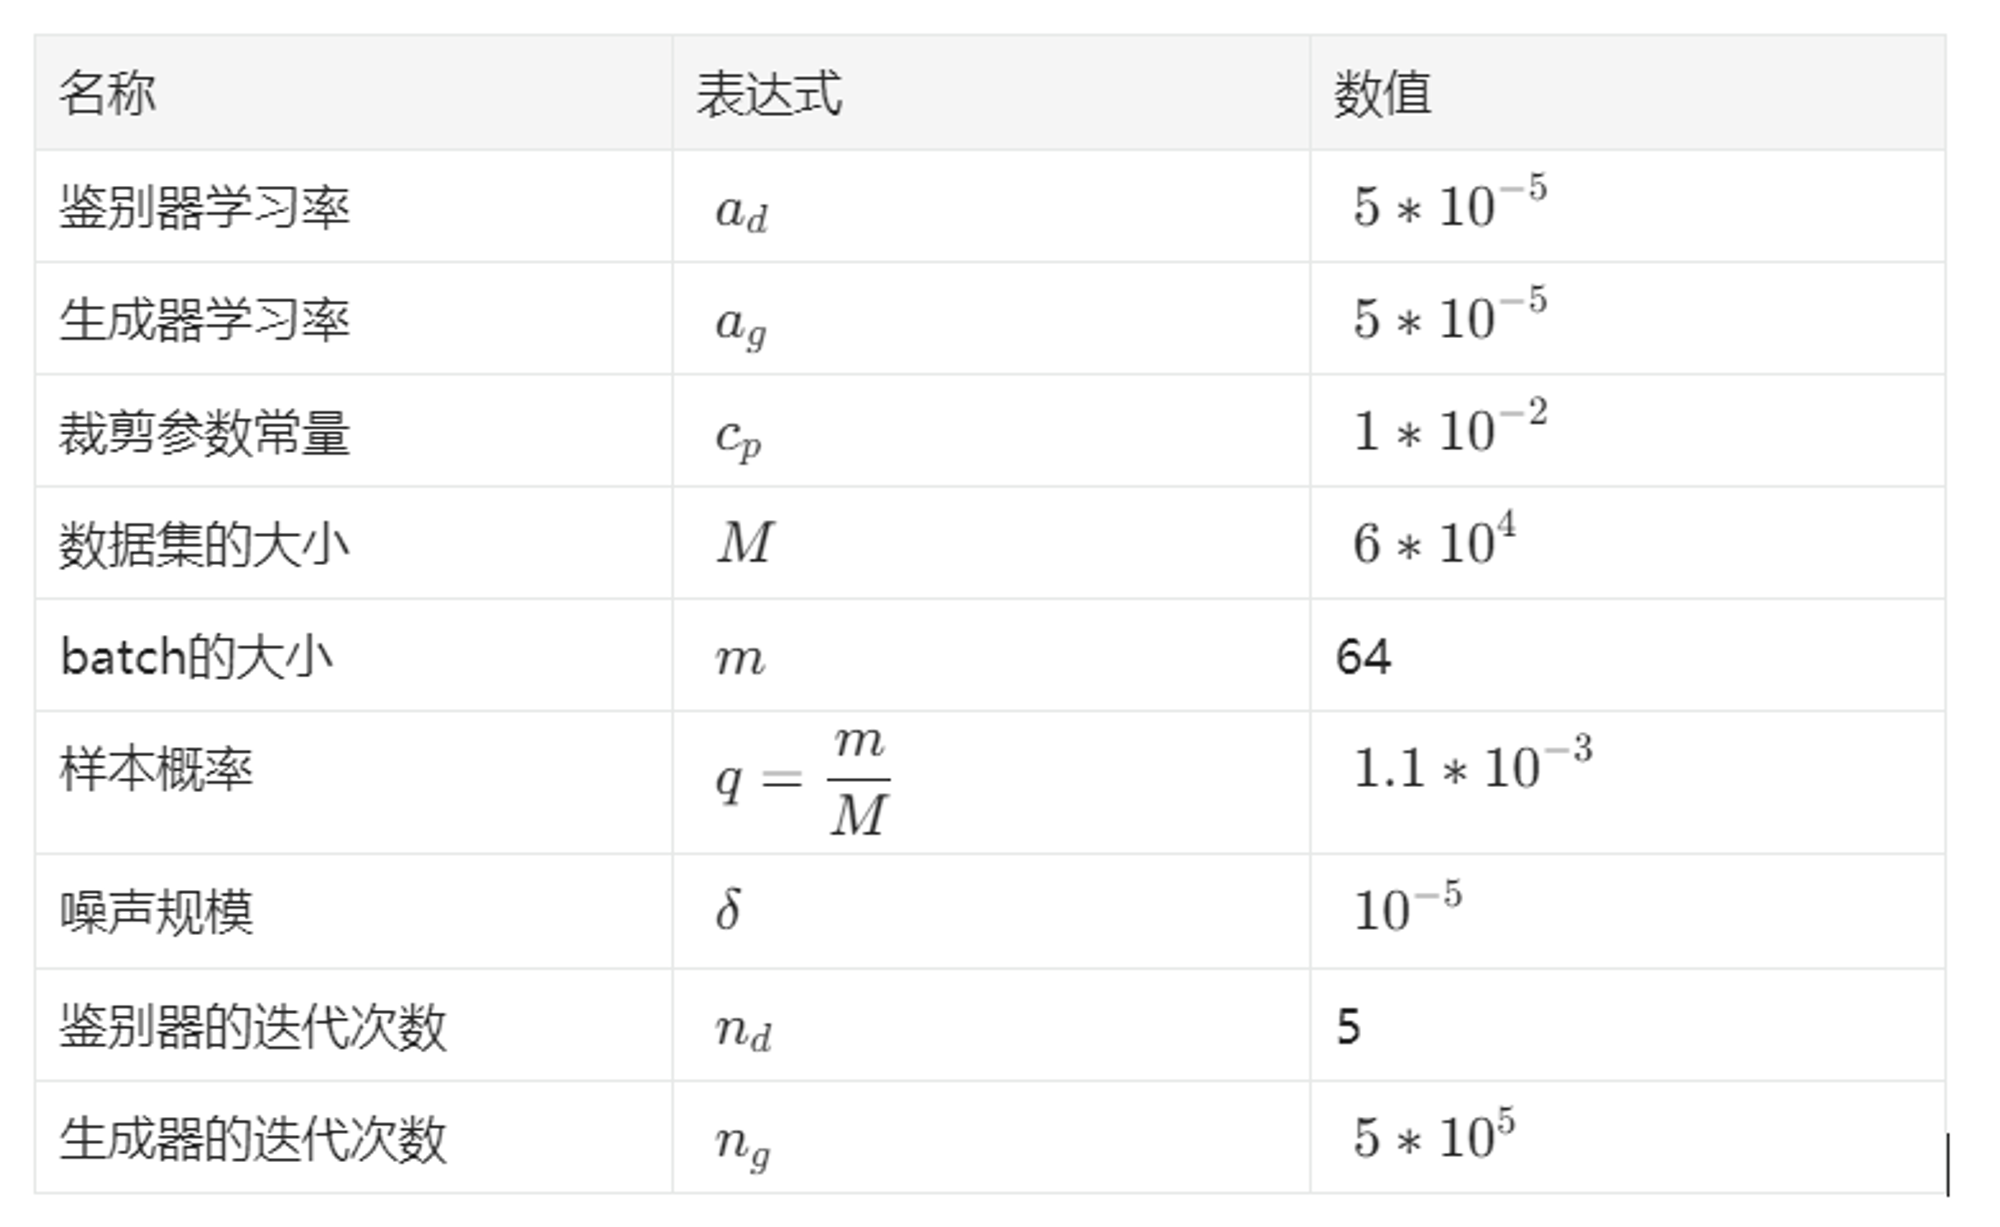 名称 表达式 数值
鉴别器学习率 $a_d$ $5 * 10^{-5}$
生成器学习率 $a_g$ $5 * 10^{-5}$
裁剪参数常量 $c_p$ $1 * 10^{-2}$
数据集的大小 $M$ $6 * 10^4$
batch的大小 $m$ 64
样本概率 $q = \frac{m}{M}$ $1.1 * 10^{-3}$
噪声规模 $\delta$ $10^{-5}$
鉴别器的迭代次数 $n_d$ 5
生成器的迭代次数 $n_g$ $5 * 10^5$